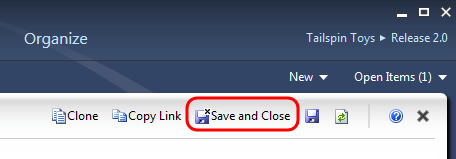 Organize
Tailspin Toys ▸ Release 2.0
New Open Items (1)
Clone Copy Link Save and Close